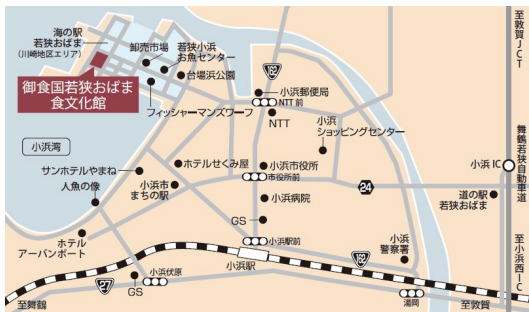 海の駅
若狭おばま
(川崎地区エリア)
卸売市場
若狭小浜
お魚センター
台場浜公園
御食国若狭おばま
食文化館
フィッシャーマンズワーフ
162
小浜郵便局
NTT前
NTT
小浜
ショッピングセンター
至敦賀JCT
舞鶴若狭自動車道
至小浜西IC
小浜湾
サンホテルやまね
人魚の像
ホテルせくみ屋
小浜市
まちの駅
小浜市役所
市役所前
24
小浜IC
道の駅
若狭おばま
小浜病院
GS
小浜駅前
ホテル
アーバンポート
小浜駅
162
小浜
警察署
27
GS
小浜伏原
湯岡
至舞鶴
至敦賀